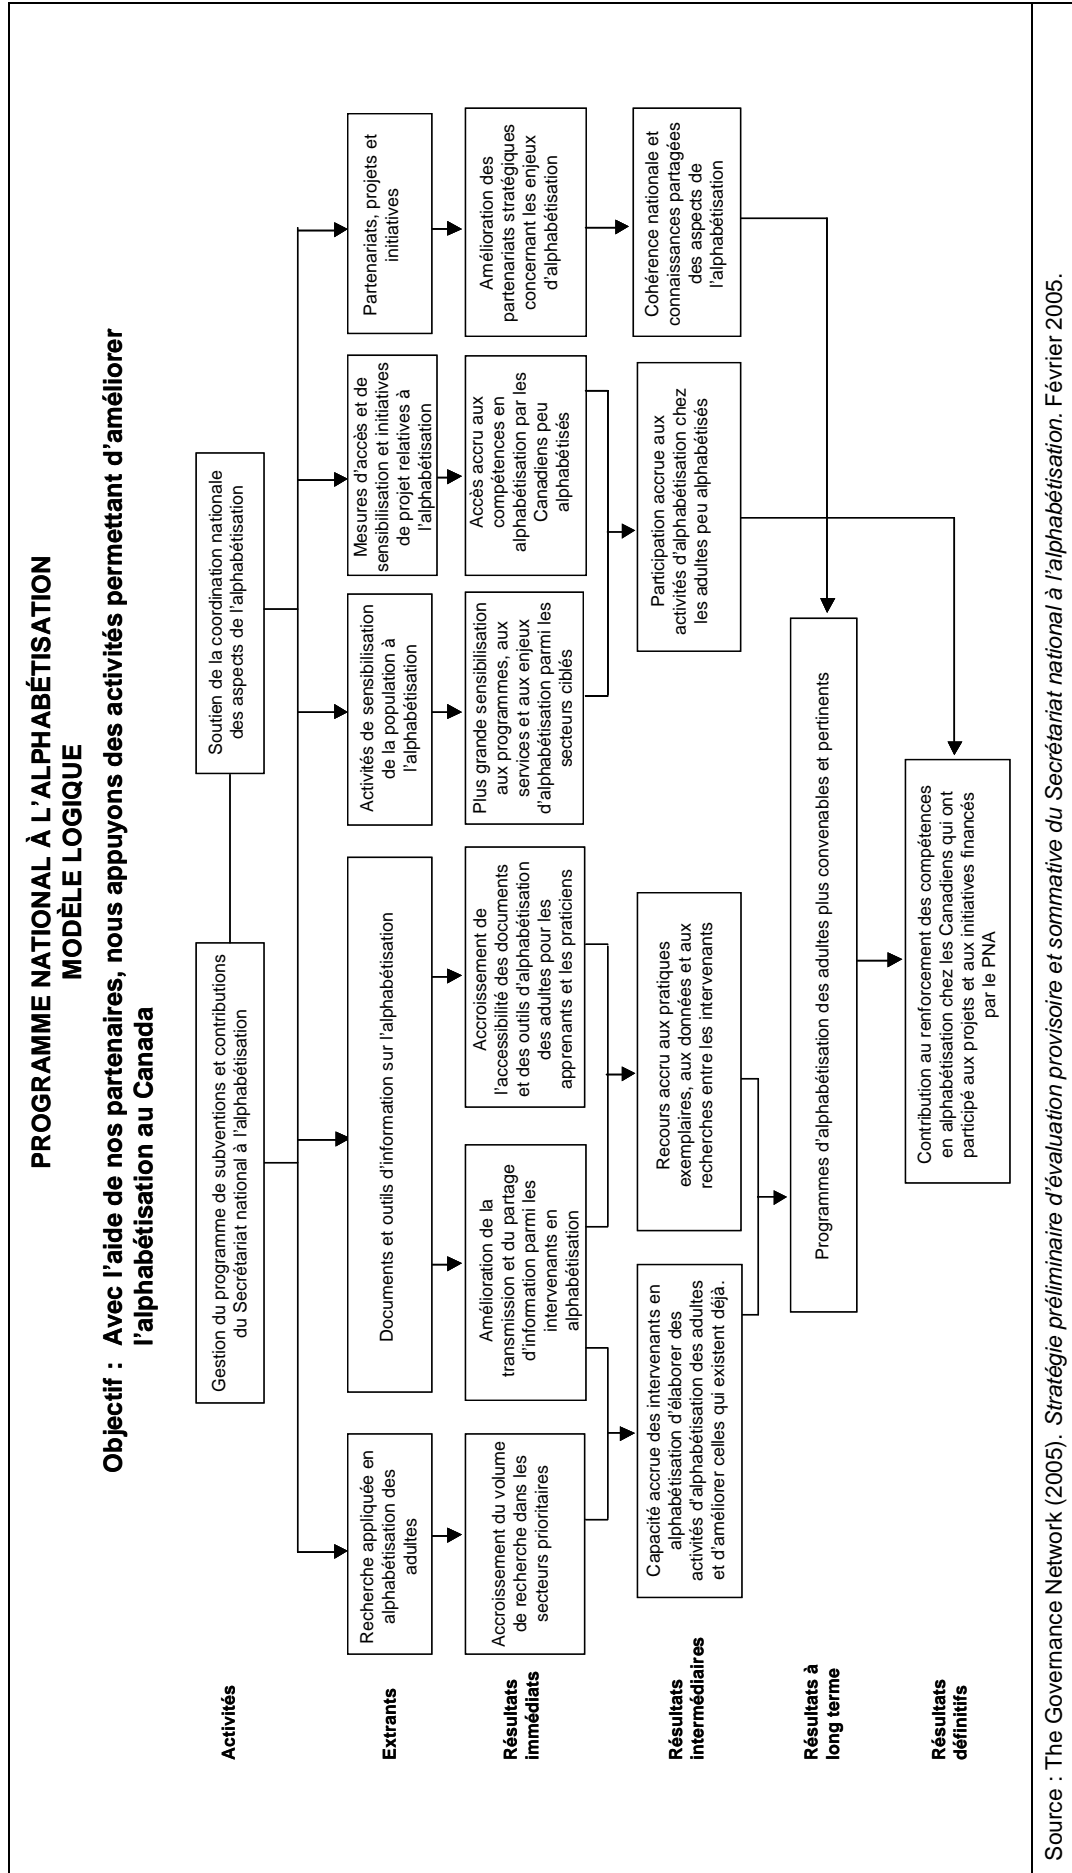 PROGRAMME NATIONAL À L'ALPHABÉTISATION
MODÈLE LOGIQUE
Objectif : Avec l'aide de nos partenaires, nous appuyons des activités permettant d'améliorer
l'alphabétisation au Canada
Activités
Gestion du programme de subventions et contributions
du Secrétariat national à l'alphabétisation
Soutien de la coordination nationale
des aspects de l'alphabétisation
Extrants
Recherche appliquée en
alphabétisation des
adultes
Documents et outils d'information sur l'alphabétisation
Activités de sensibilisation
de la population à
l'alphabétisation
Mesures d'accès et de
sensibilisation et initiatives
de projet relatives à
l'alphabétisation
Partenariats, projets et
initiatives
Résultats
immédiats
Accroissement du volume
de recherche dans les
secteurs prioritaires
Amélioration de la
transmission et du partage
d'information parmi les
intervenants en
alphabétisation
Accroissement de
l'accessibilité des documents
et des outils d'alphabétisation
des adultes pour les
apprenants et les praticiens
Plus grande sensibilisation
aux programmes, aux
services et aux enjeux
d'alphabétisation parmi les
secteurs ciblés
Accès accru aux
compétences en
alphabétisation par les
Canadiens peu
alphabétisés
Amélioration des
partenariats stratégiques
concernant les enjeux
d'alphabétisation
Résultats
intermédiaires
Capacité accrue des intervenants en
alphabétisation d'élaborer des
activités d'alphabétisation des adultes
et d'améliorer celles qui existent déjà.
Recours accru aux pratiques
exemplaires, aux données et aux
recherches entre les intervenants
Participation accrue aux
activités d'alphabétisation chez
les adultes peu alphabétisés
Cohérence nationale et
connaissances partagées
des aspects de
l'alphabétisation
Résultats à
long terme
Programmes d'alphabétisation des adultes plus convenables et pertinents
Résultats
définitifs
Contribution au renforcement des compétences
en alphabétisation chez les Canadiens qui ont
participé aux projets et aux initiatives financés
par le PNA
Source : The Governance Network (2005). Stratégie préliminaire d'évaluation provisoire et sommative du Secrétariat national à l'alphabétisation. Février 2005.